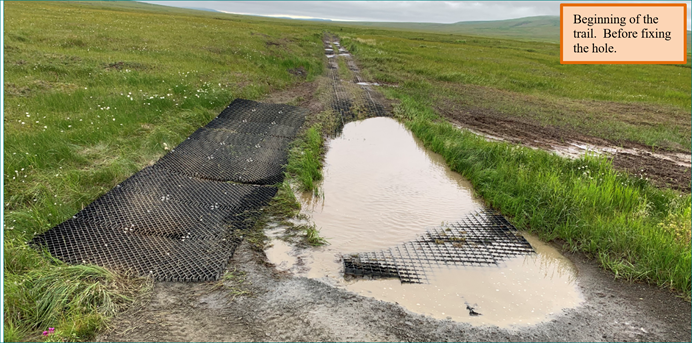 Beginning of the
trail.  Before fixing
the hole.